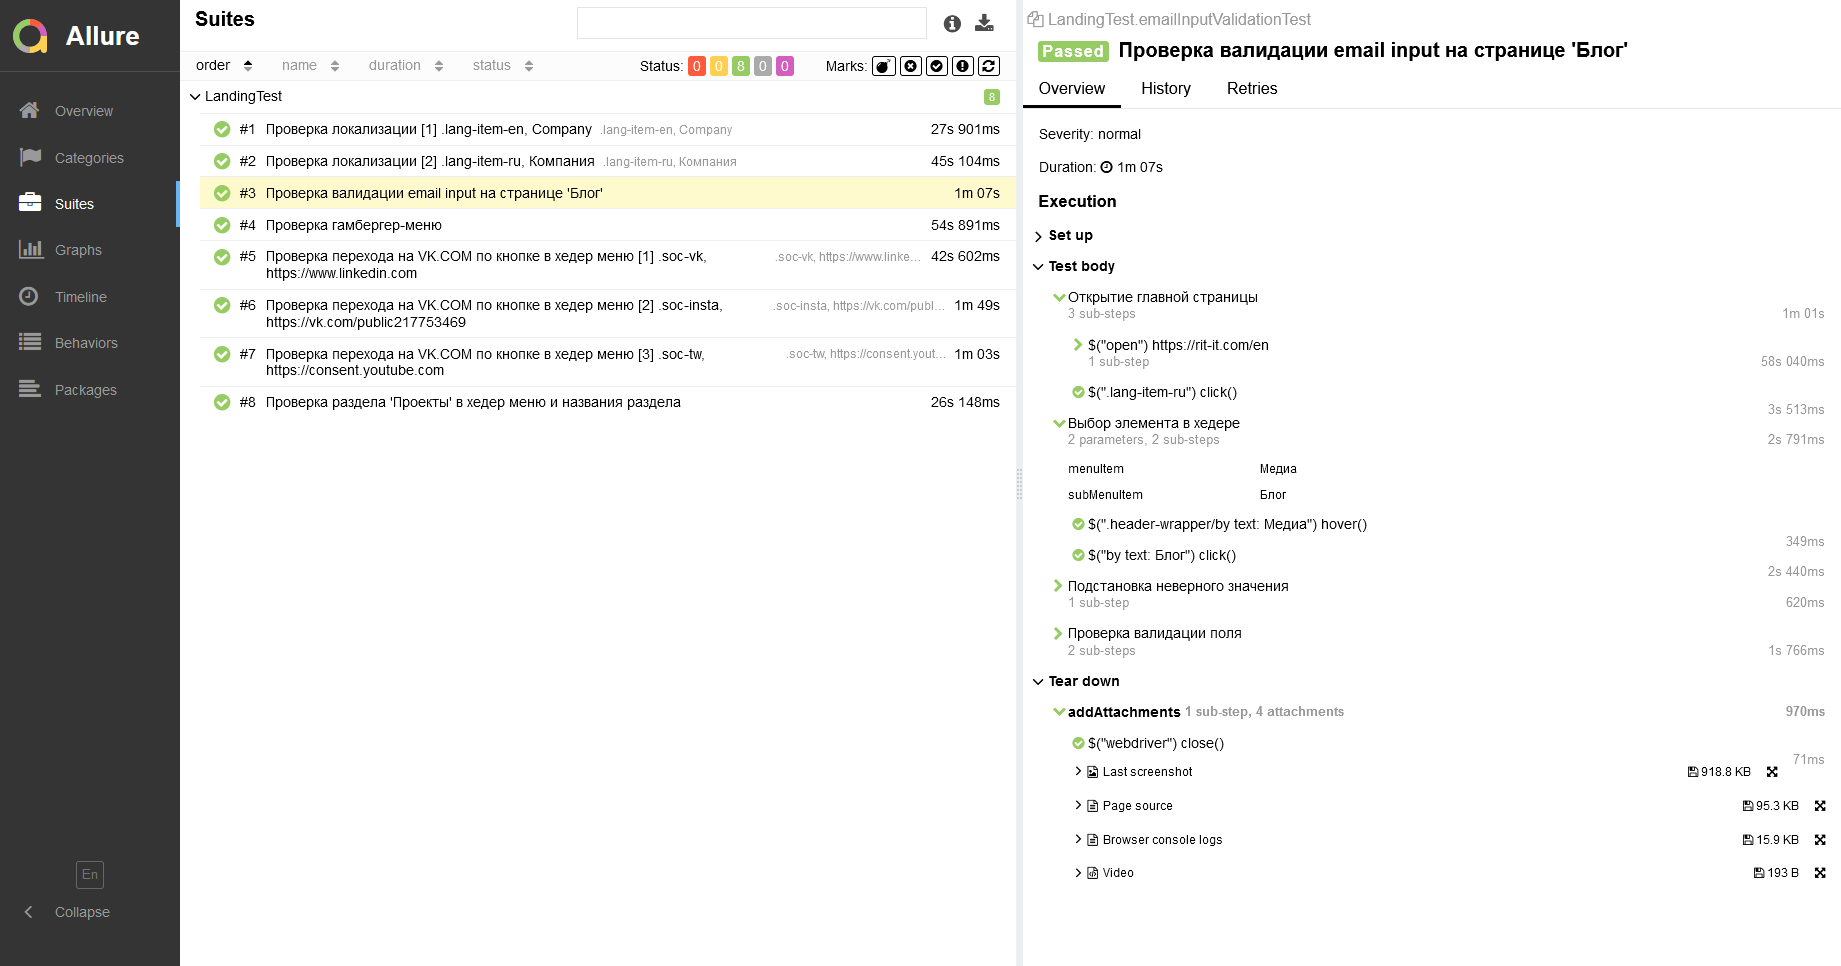 Allure
Overview
Categories
Suites
Graphs
Timeline
Behaviors
Packages
En
Collapse
Suites
order name duration status Status: 0 0 8 0 0 Marks:
LandingTest 8
#1 Проверка локализации [1] .lang-item-en, Company .lang-item-en, Company 27s 901ms
#2 Проверка локализации [2] .lang-item-ru, Компания .lang-item-ru, Компания 45s 104ms
#3 Проверка валидации email input на странице 'Блог' 1m 07s
#4 Проверка гамбергер-меню 54s 891ms
#5 Проверка перехода на VK.COM по кнопке в хедер меню [1] .soc-vk, .soc-vk, https://www.linke... 42s 602ms
https://www.linkedin.com
#6 Проверка перехода на VK.COM по кнопке в хедер меню [2] .soc-insta, .soc-insta, https://vk.com/publ... 1m 49s
https://vk.com/public217753469
#7 Проверка перехода на VK.COM по кнопке в хедер меню [3] .soc-tw, .soc-tw, https://consent.yout... 1m 03s
https://consent.youtube.com
#8 Проверка раздела 'Проекты' в хедер меню и названия раздела 26s 148ms
LandingTest.emailInputValidationTest
Passed Проверка валидации email input на странице 'Блог'
Overview History Retries
Severity: normal
Duration: 1m 07s
Execution
Set up
Test body
Открытие главной страницы
3 sub-steps 1m 01s
$("open") https://rit-it.com/en
1 sub-step 58s 040ms
$(".lang-item-ru") click()
3s 513ms
Выбор элемента в хедере
2 parameters, 2 sub-steps 2s 791ms
menuItem Медиа
subMenuItem Блог
$(".header-wrapper/by text: Медиа") hover()
349ms
$("by text: Блог") click()
2s 440ms
Подстановка неверного значения
1 sub-step 620ms
Проверка валидации поля
2 sub-steps 1s 766ms
Tear down
addAttachments 1 sub-step, 4 attachments 970ms
$("webdriver") close()
71ms
Last screenshot 918.8 KB
Page source 95.3 KB
Browser console logs 15.9 KB
Video 193 B